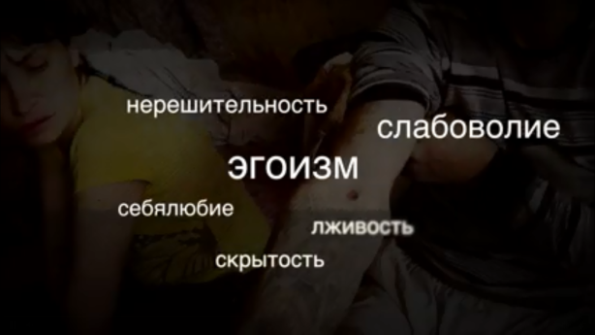 нерешительность
слабоволие
эгоизм
себялюбие
лживость
скрытость